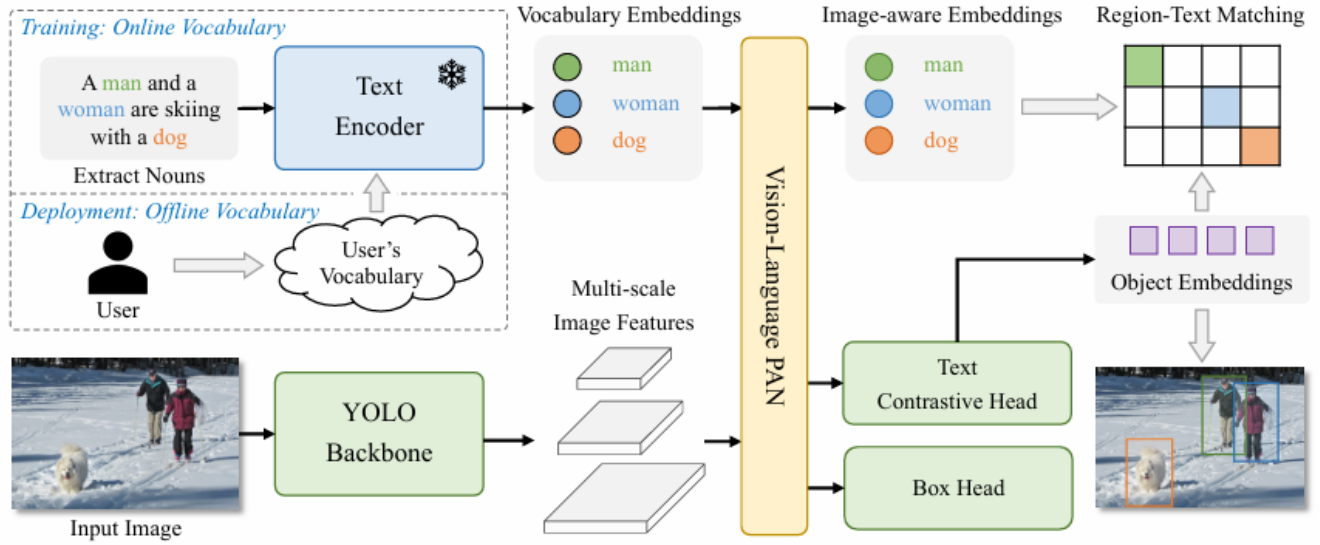 Training: Online Vocabulary
A man and a
woman are skiing
with a dog
Extract Nouns
Text
Encoder
Deployment: Offline Vocabulary
User
User's
Vocabulary
Vocabulary Embeddings
man
woman
dog
Image-aware Embeddings
man
woman
dog
Region-Text Matching
Vision-Language PAN
Object Embeddings
Input Image
YOLO
Backbone
Multi-scale
Image Features
Text
Contrastive Head
Box Head